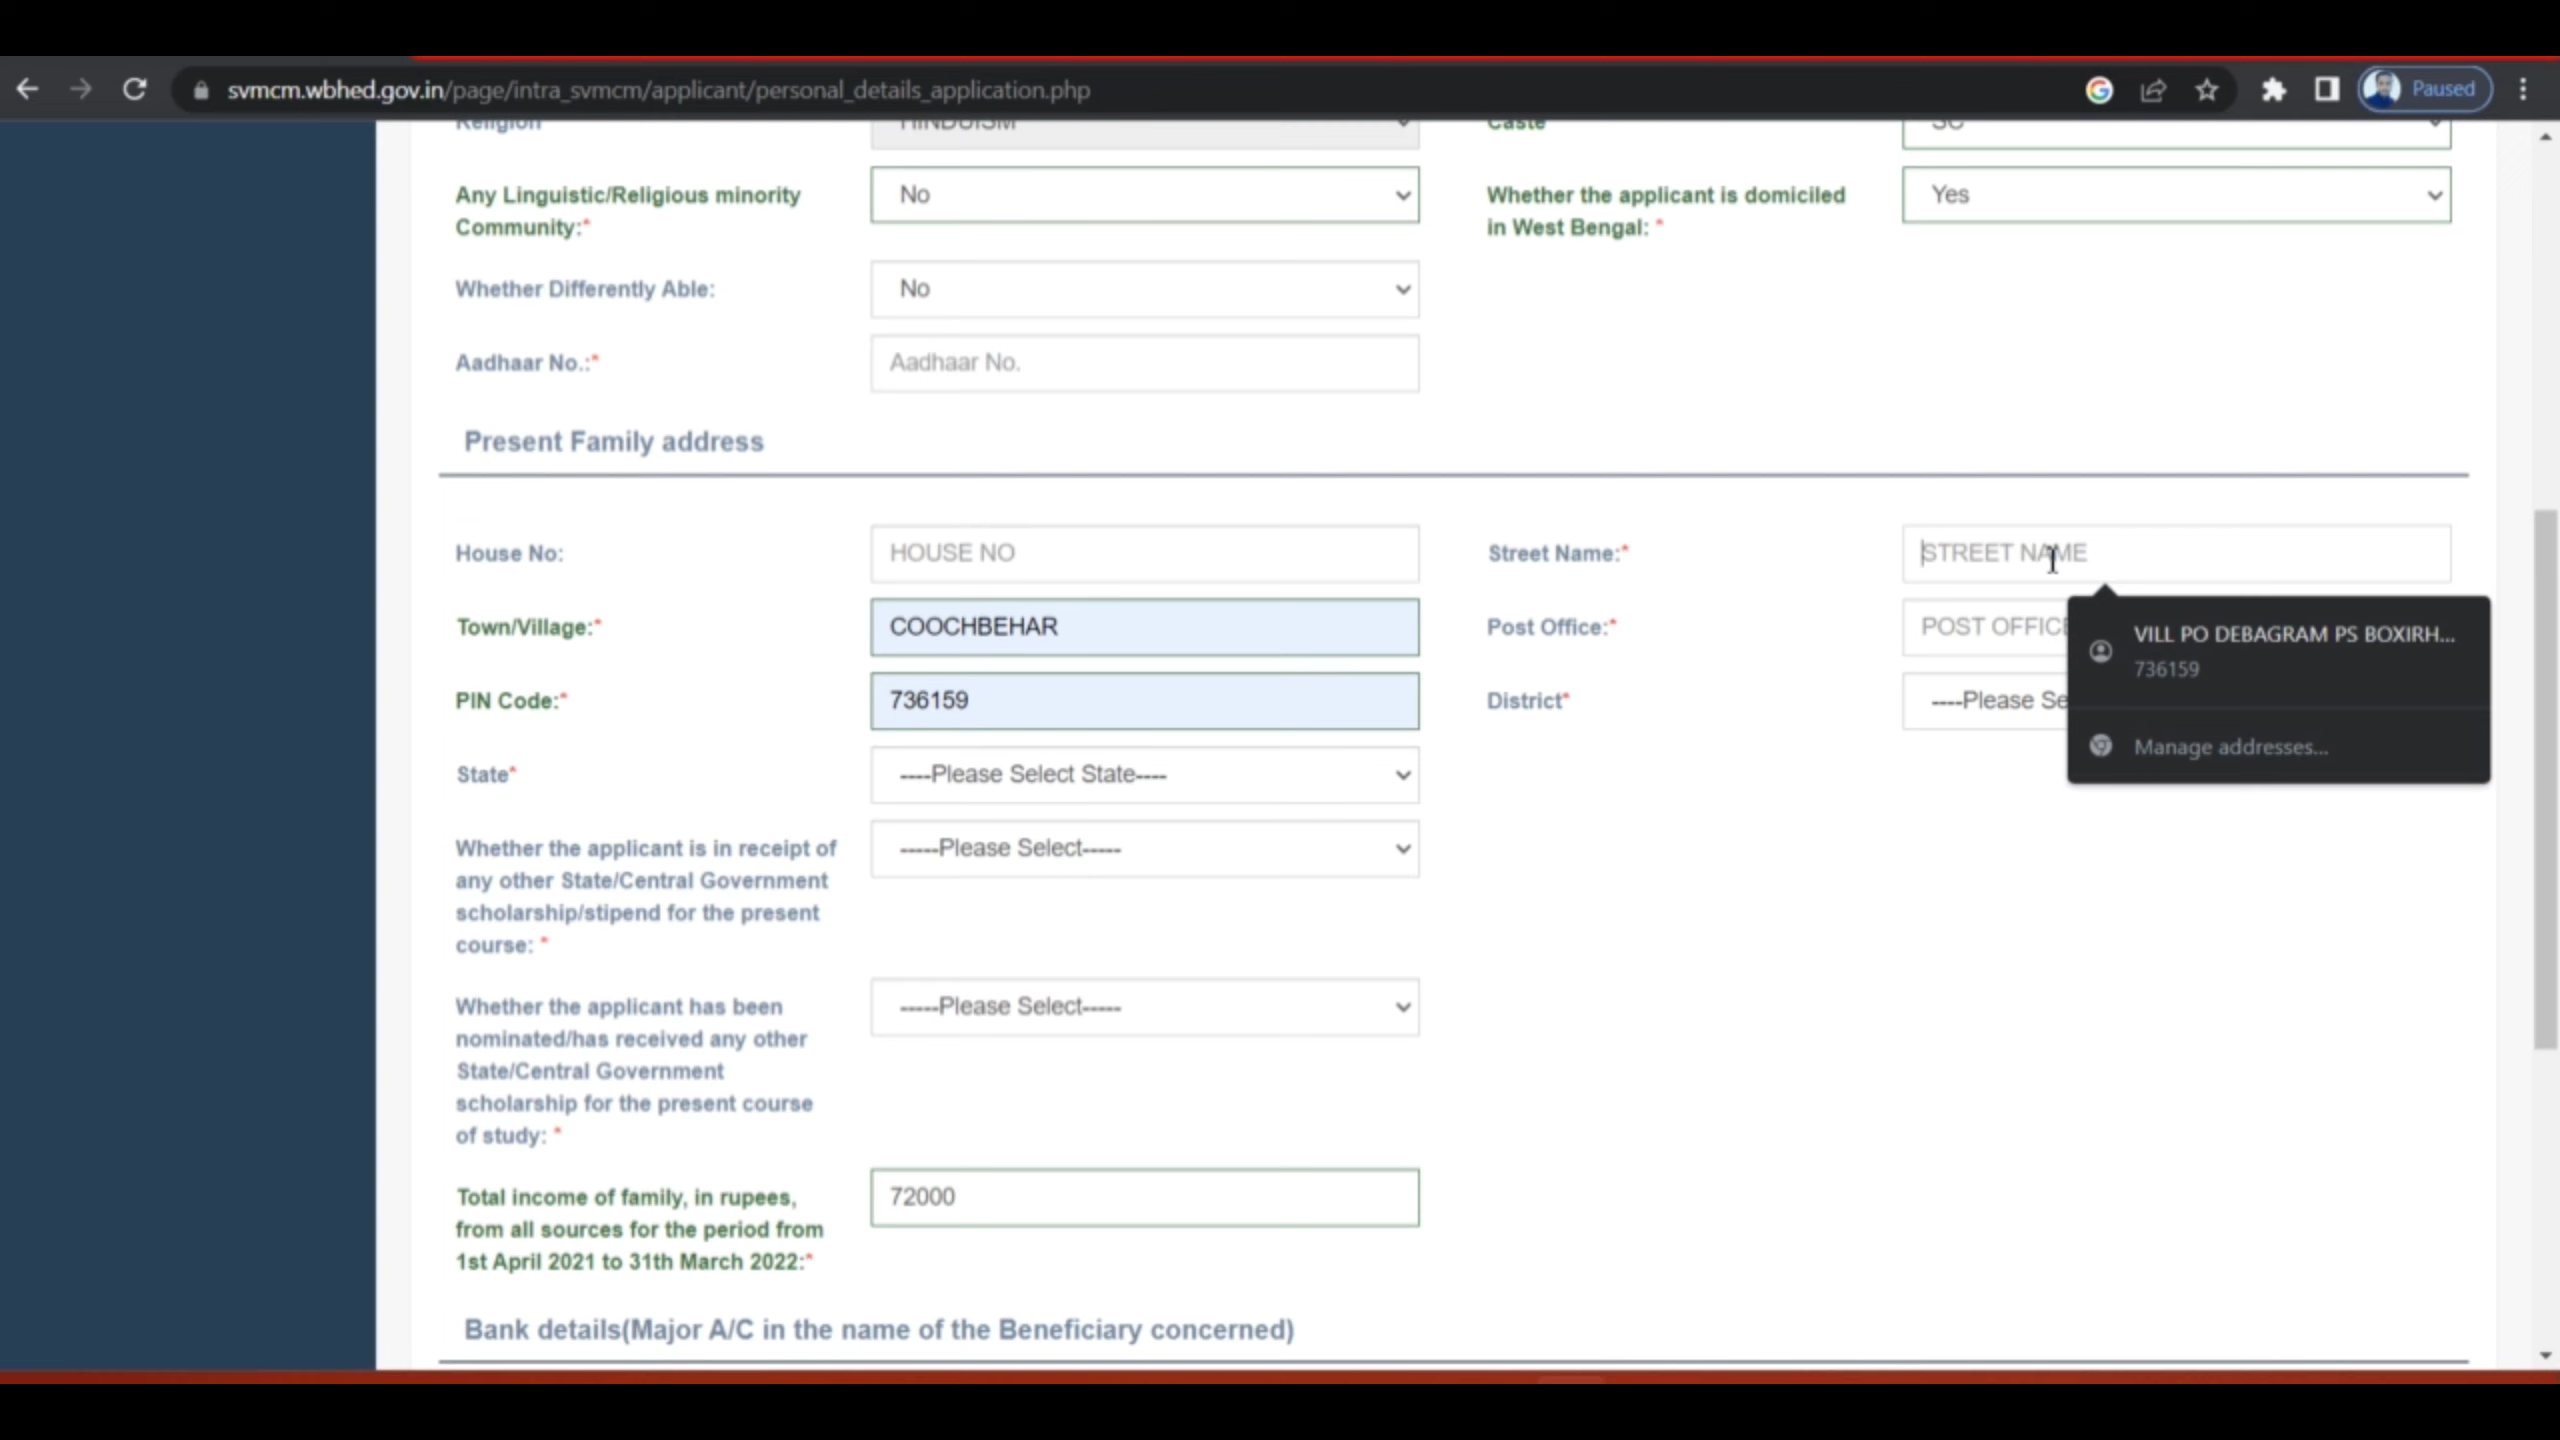 svmcm.wbhed.gov.in/page/intra_svmcm/applicant/personal_details_application.php
Paused
Religion HINDUISM Caste SC
Any Linguistic/Religious minority
Community:* No
Whether the applicant is domiciled
in West Bengal: * Yes
Whether Differently Able: No
Aadhaar No.:* Aadhaar No.
Present Family address
House No: HOUSE NO Street Name:* STREET NAME
Town/Village:* COOCHBEHAR Post Office:* POST OFFICE
VILL PO DEBAGRAM PS BOXIRH...
736159
PIN Code:* 736159 District* ----Please Se
Manage addresses...
State* ----Please Select State----
Whether the applicant is in receipt of
any other State/Central Government
scholarship/stipend for the present
course: *
-----Please Select-----
Whether the applicant has been
nominated/has received any other
State/Central Government
scholarship for the present course
of study: *
-----Please Select-----
Total income of family, in rupees,
from all sources for the period from
1st April 2021 to 31th March 2022:*
72000
Bank details(Major A/C in the name of the Beneficiary concerned)